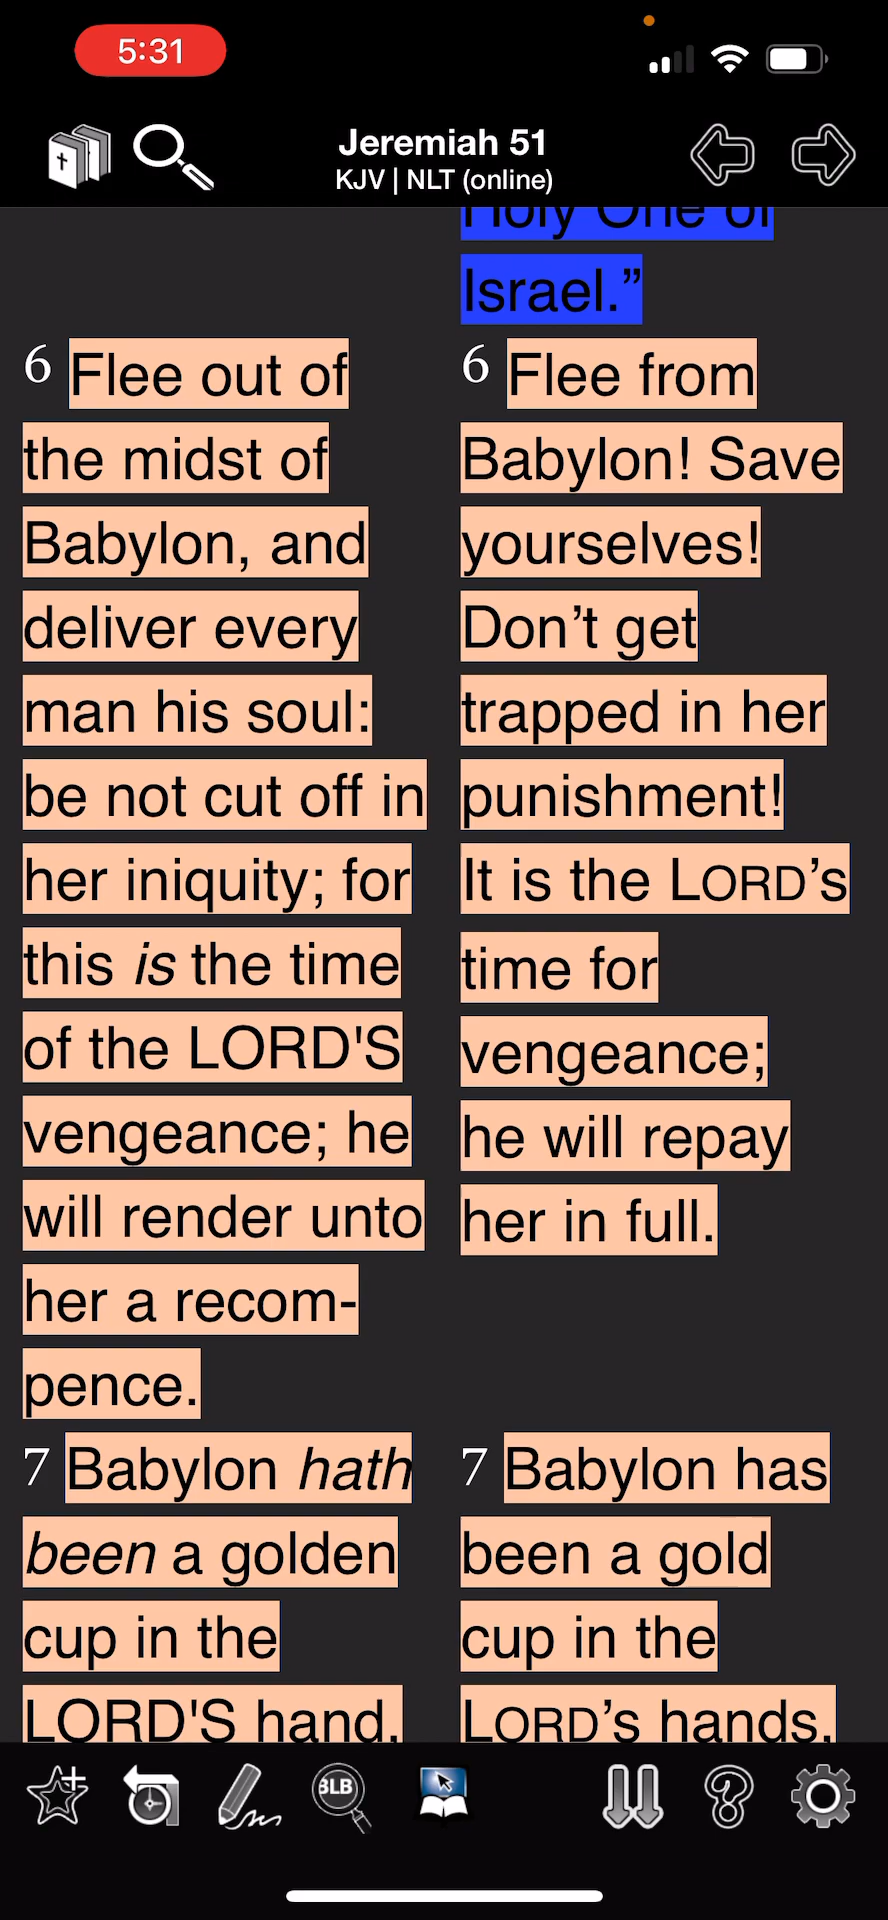 5:31
Jeremiah 51
KJV | NLT (online)
Holy One of
Israel.”
6 Flee out of
the midst of
Babylon, and
deliver every
man his soul:
be not cut off in
her iniquity; for
this is the time
of the LORD'S
vengeance; he
will render unto
her a recom-
pence.
7 Babylon hath
been a golden
cup in the
LORD'S hand,
6 Flee from
Babylon! Save
yourselves!
Don’t get
trapped in her
punishment!
It is the LORD’s
time for
vengeance;
he will repay
her in full.
7 Babylon has
been a gold
cup in the
LORD’s hands,
BLB